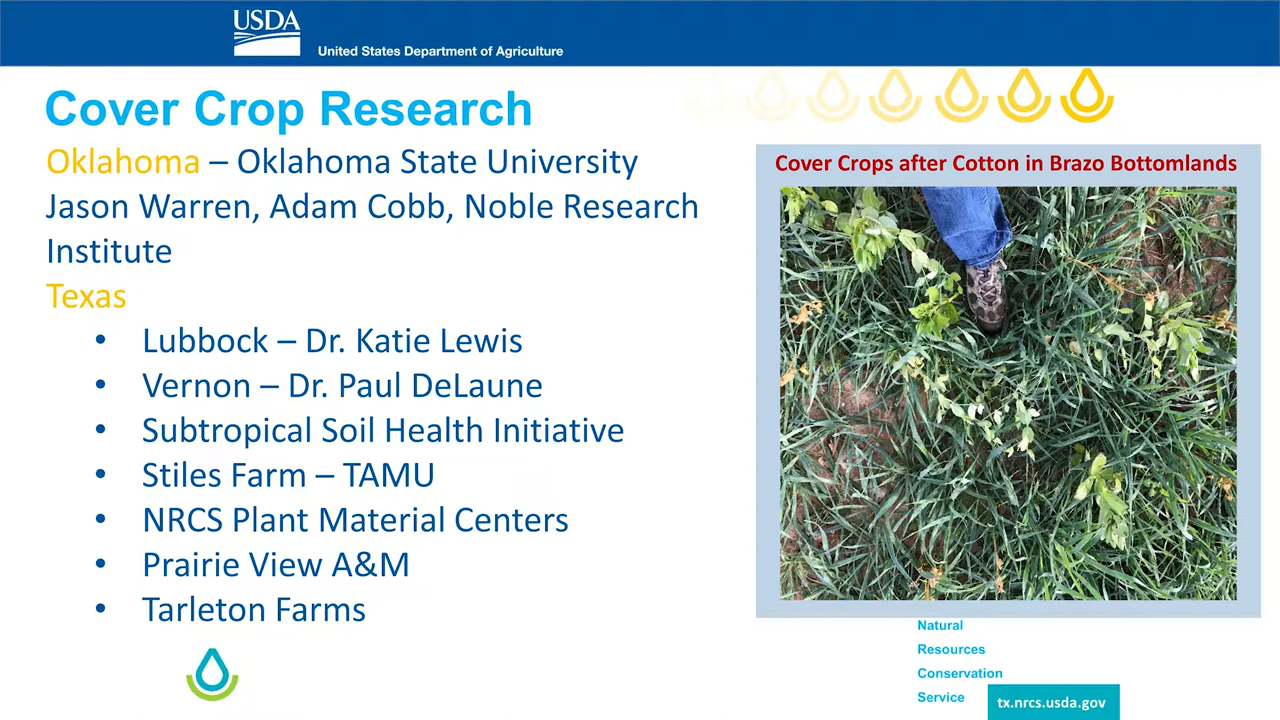 USDA
United States Department of Agriculture
Cover Crop Research
Oklahoma – Oklahoma State University
Jason Warren, Adam Cobb, Noble Research
Institute
Texas
• Lubbock – Dr. Katie Lewis
• Vernon – Dr. Paul DeLaune
• Subtropical Soil Health Initiative
• Stiles Farm – TAMU
• NRCS Plant Material Centers
• Prairie View A&M
• Tarleton Farms
Cover Crops after Cotton in Brazo Bottomlands
Natural
Resources
Conservation
Service
tx.nrcs.usda.gov